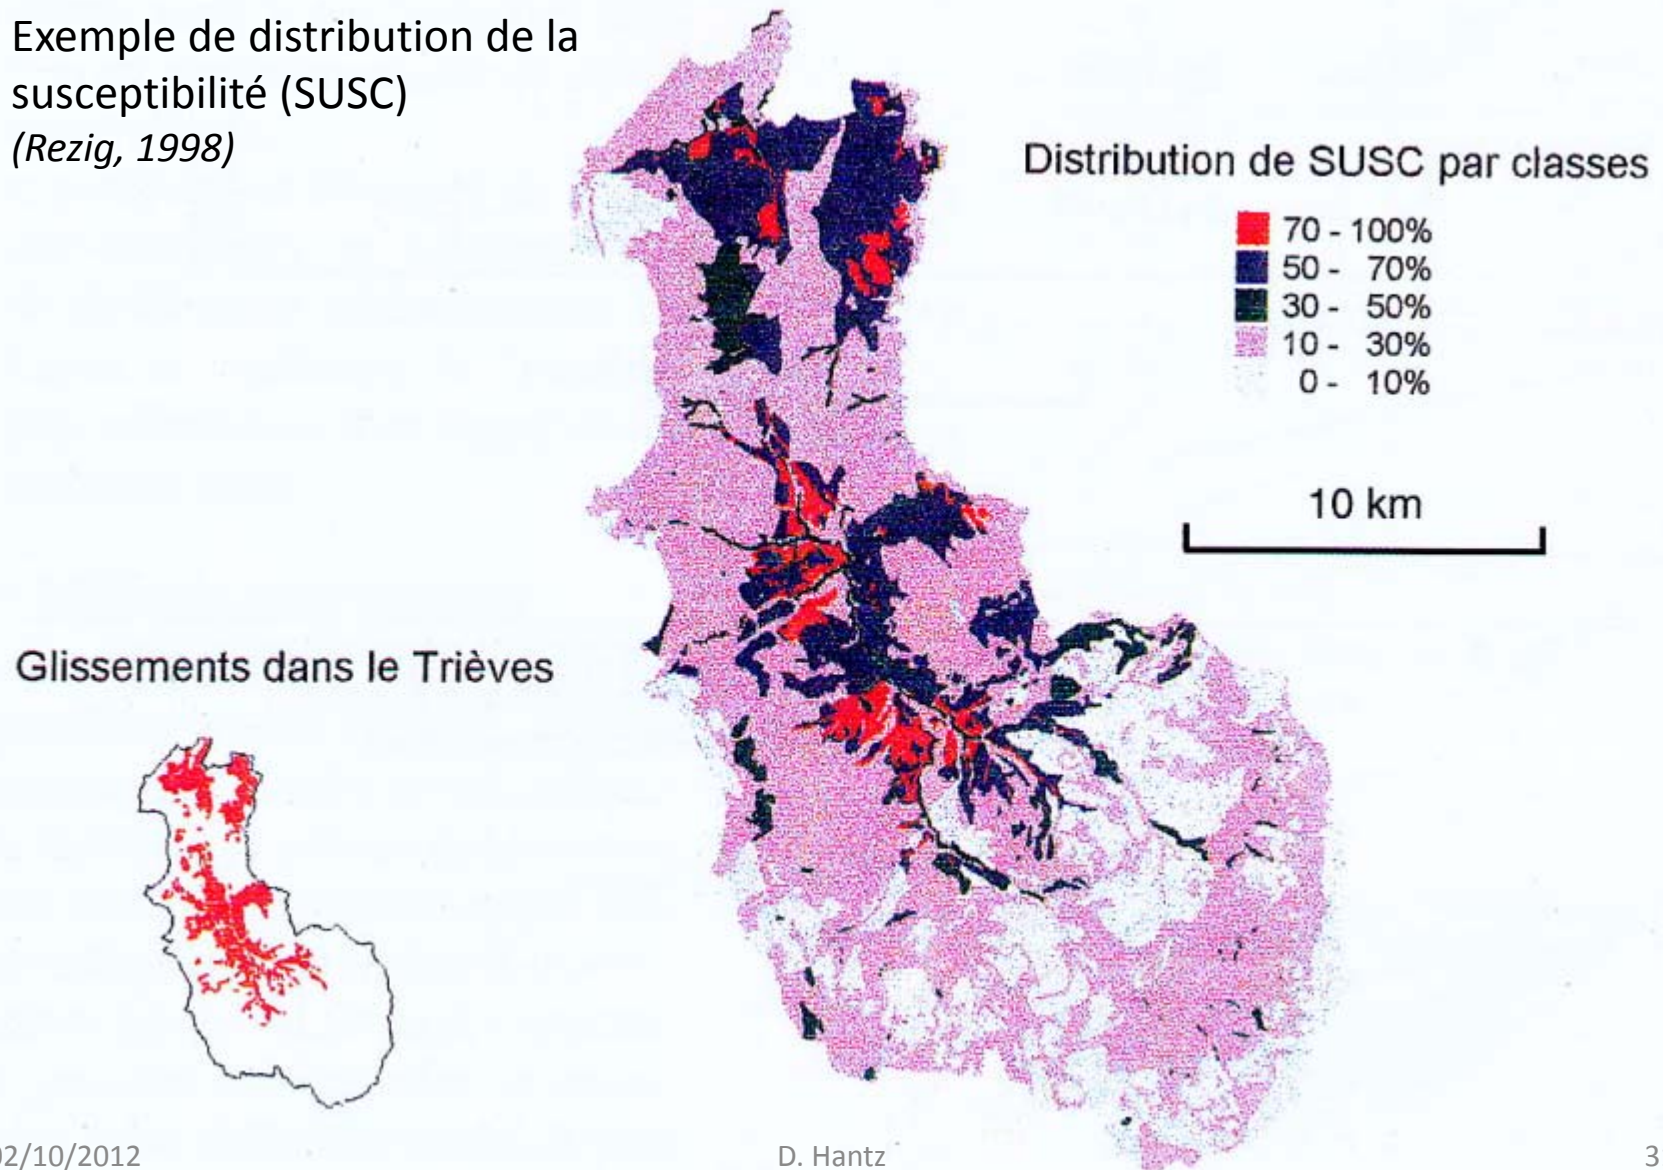 Exemple de distribution de la
susceptibilité (SUSC)
(Rezig, 1998)
Distribution de SUSC par classes
70 - 100%
50 - 70%
30 - 50%
10 - 30%
0 - 10%
10 km
Glissements dans le Trièves
02/10/2012
D. Hantz
3